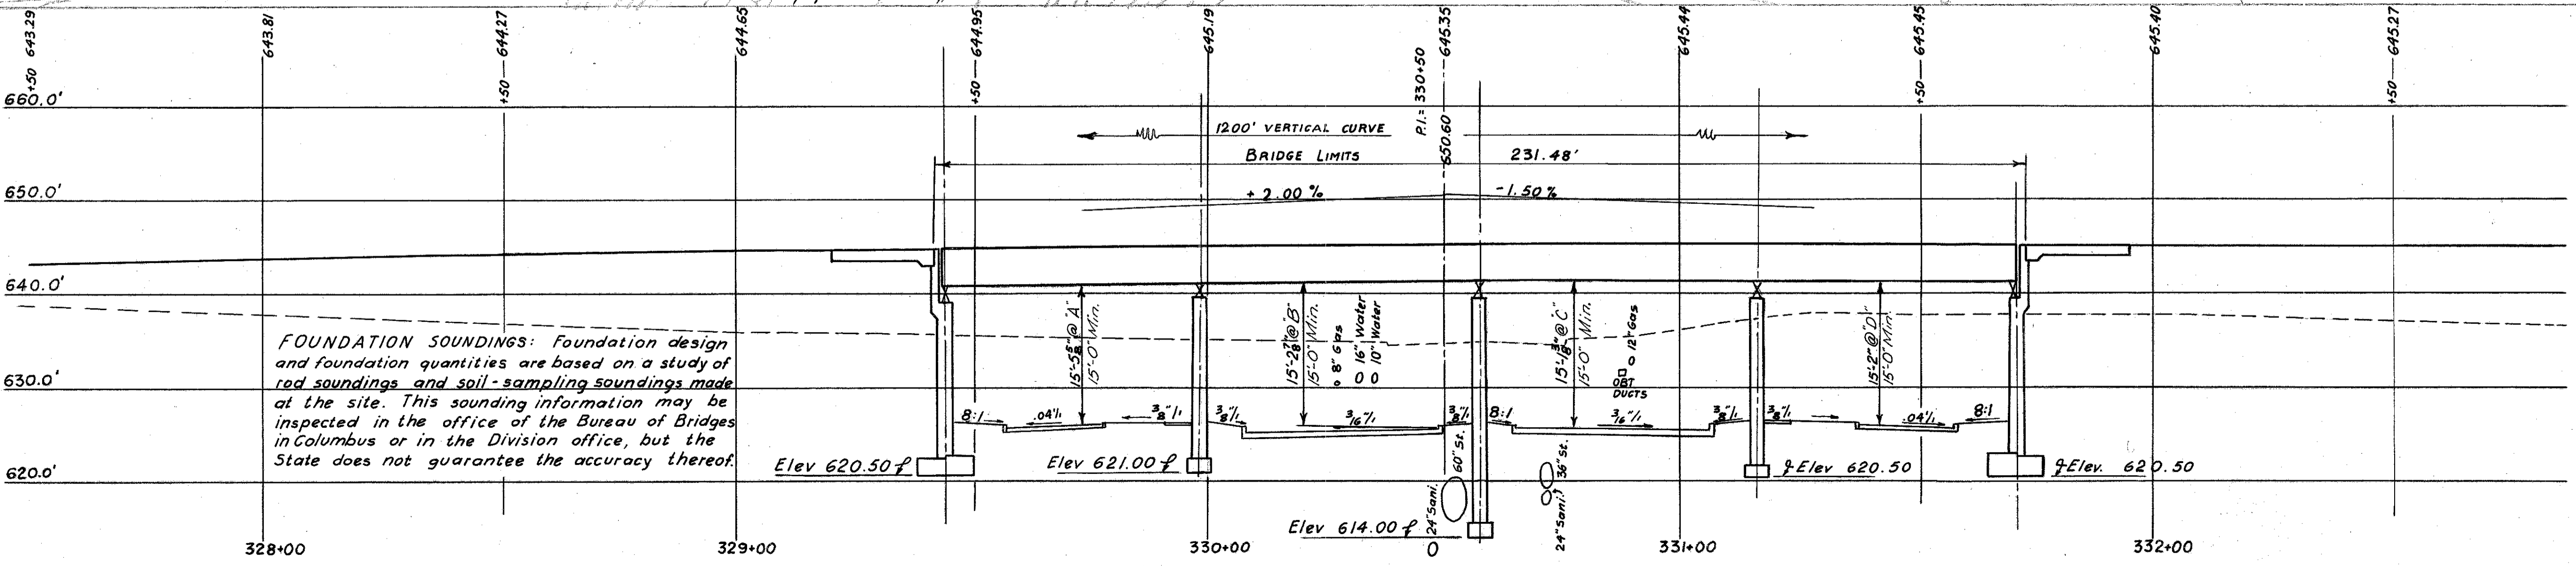 643.29
+50
643.81
644.27
+50
644.65
644.95
+50
645.19
645.35
P.I. = 330+50
650.60
645.44
645.45
+50
645.40
645.27
+50
660.0'
1200' VERTICAL CURVE
BRIDGE LIMITS 231.48'
650.0'
+ 2.00 % -1.50 %
640.0'
15'-5 5/8" @ "A"
15'-0" Min.
15'-2 7/8" @ "B"
15'-0" Min.
8" Gas
16" Water
10" Water
15'-1 3/8" @ "C"
15'-0" Min.
12" Gas
OBT
DUCTS
15'-2" @ "D"
15'-0" Min.
FOUNDATION SOUNDINGS: Foundation design
and foundation quantities are based on a study of
rod soundings and soil-sampling soundings made
at the site. This sounding information may be
inspected in the office of the Bureau of Bridges
in Columbus or in the Division office, but the
State does not guarantee the accuracy thereof.
630.0'
8:1 .04'/1 3/8"/1 3/8"/1 3/16"/1 3/8"/1 8:1 3/16"/1 3/8"/1 3/8"/1 .04'/1 8:1
Elev 620.50
Elev 621.00
60" St.
24" Sani.
36" St.
24" Sani.
Elev 620.50
Elev. 620.50
620.0'
Elev 614.00
328+00 329+00 330+00 331+00 332+00